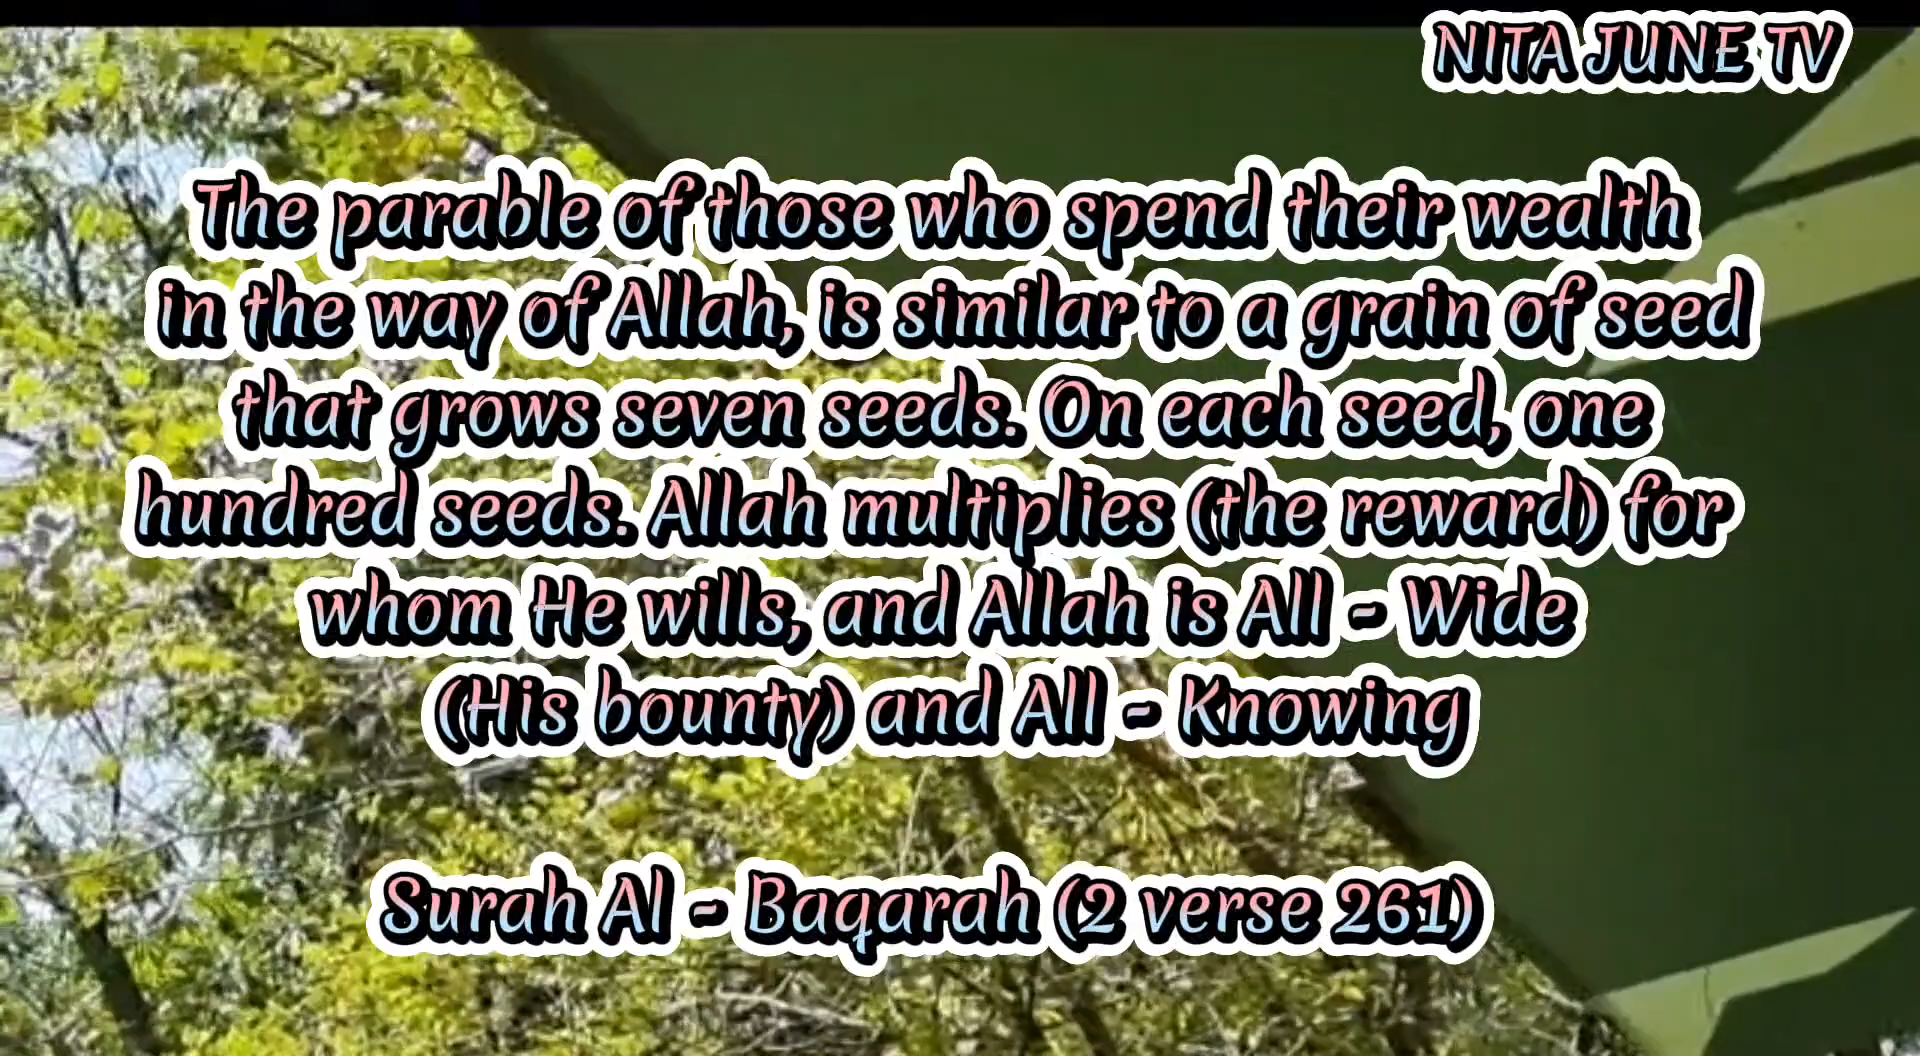 NITA JUNE TV
The parable of those who spend their wealth
in the way of Allah, is similar to a grain of seed
that grows seven seeds. On each seed, one
hundred seeds. Allah multiplies (the reward) for
whom He wills, and Allah is All - Wide
(His bounty) and All - Knowing
Surah Al - Baqarah (2 verse 261)